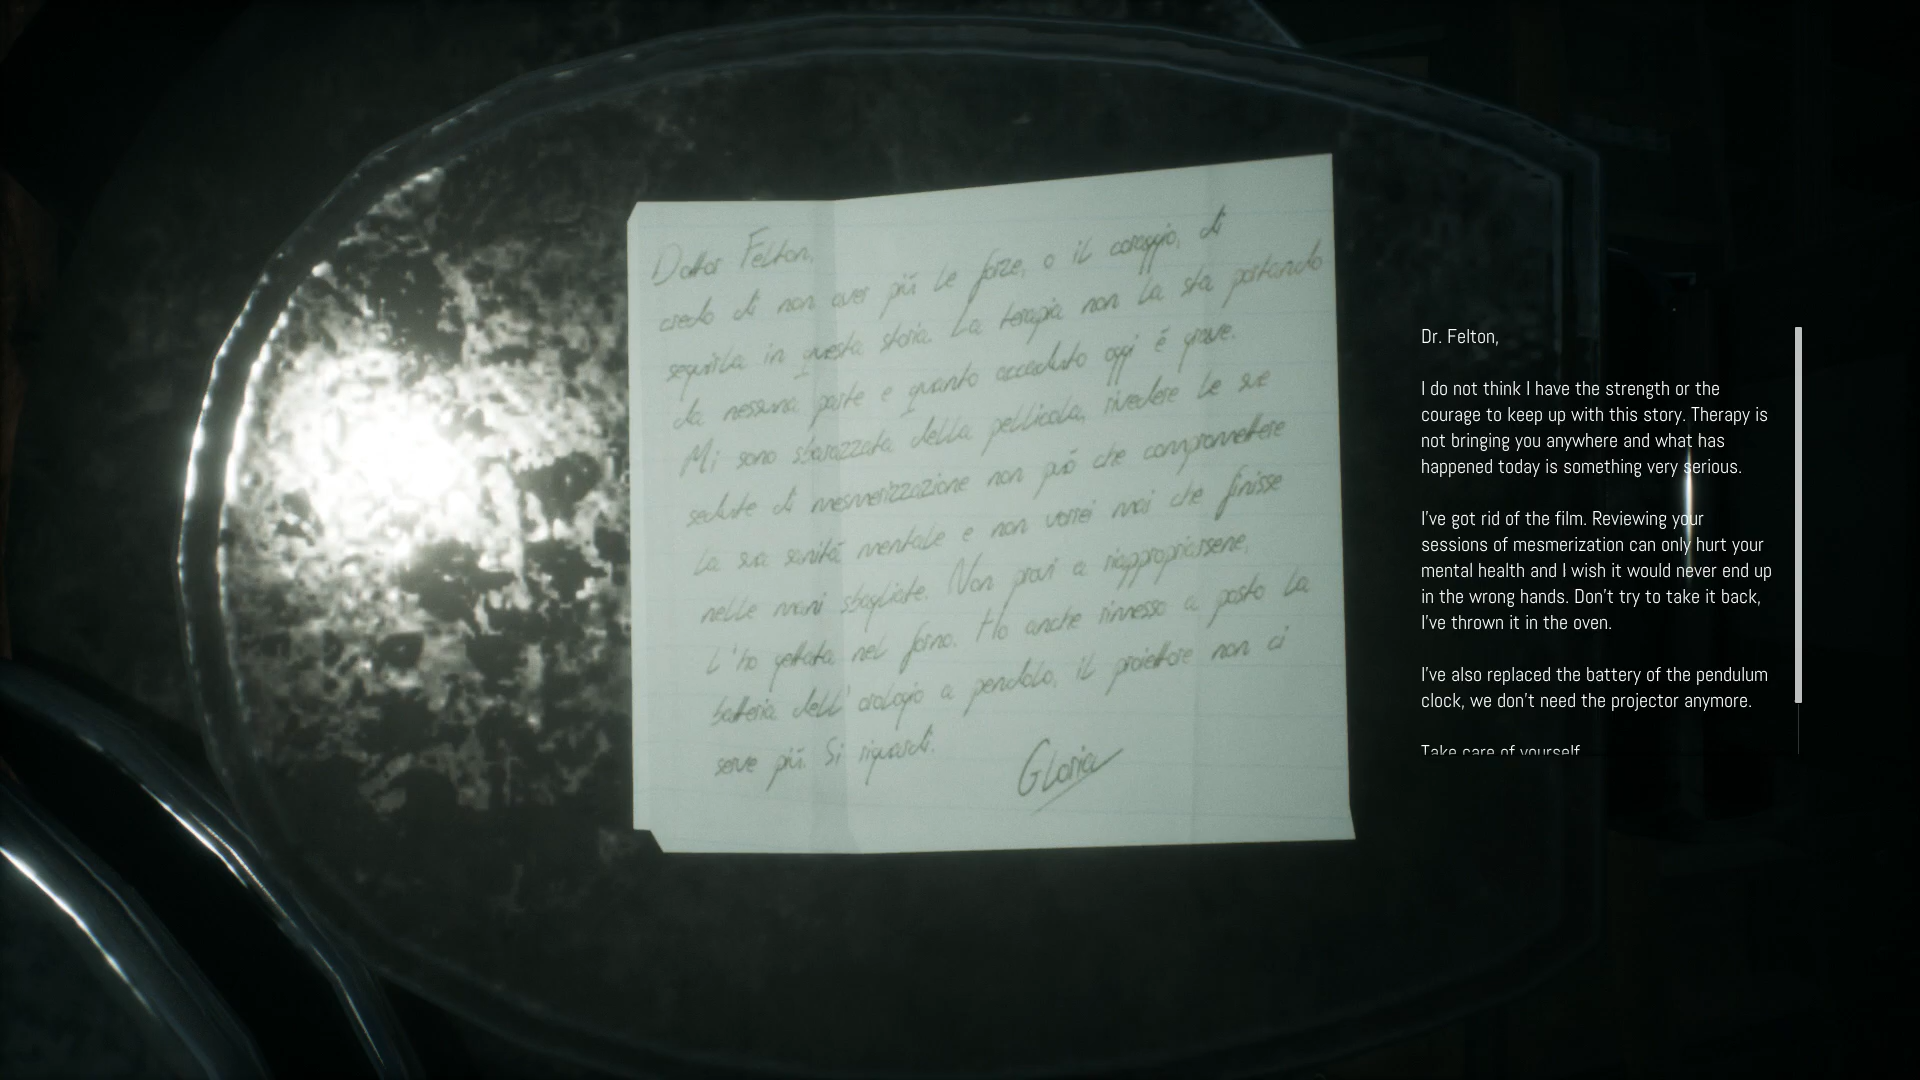 Dottor Felton,
credo di non aver più le forze, o il coraggio, di
seguirla in questa storia. La terapia non la sta portando
da nessuna parte e quanto accaduto oggi é grave.
Mi sono sbarazzata della pellicola, rivedere le sue
sedute di mesmerizzazione non può che compromettere
la sua sanità mentale e non vorrei mai che finisse
nelle mani sbagliate. Non provi a riappropriarsene,
l'ho gettata nel forno. Ho anche rimesso a posto la
batteria dell'orologio a pendolo, il proiettore non ci
serve più. Si riguardi.
Gloria
Dr. Felton,
I do not think I have the strength or the
courage to keep up with this story. Therapy is
not bringing you anywhere and what has
happened today is something very serious.
I've got rid of the film. Reviewing your
sessions of mesmerization can only hurt your
mental health and I wish it would never end up
in the wrong hands. Don't try to take it back,
I've thrown it in the oven.
I've also replaced the battery of the pendulum
clock, we don't need the projector anymore.
Take care of yourself